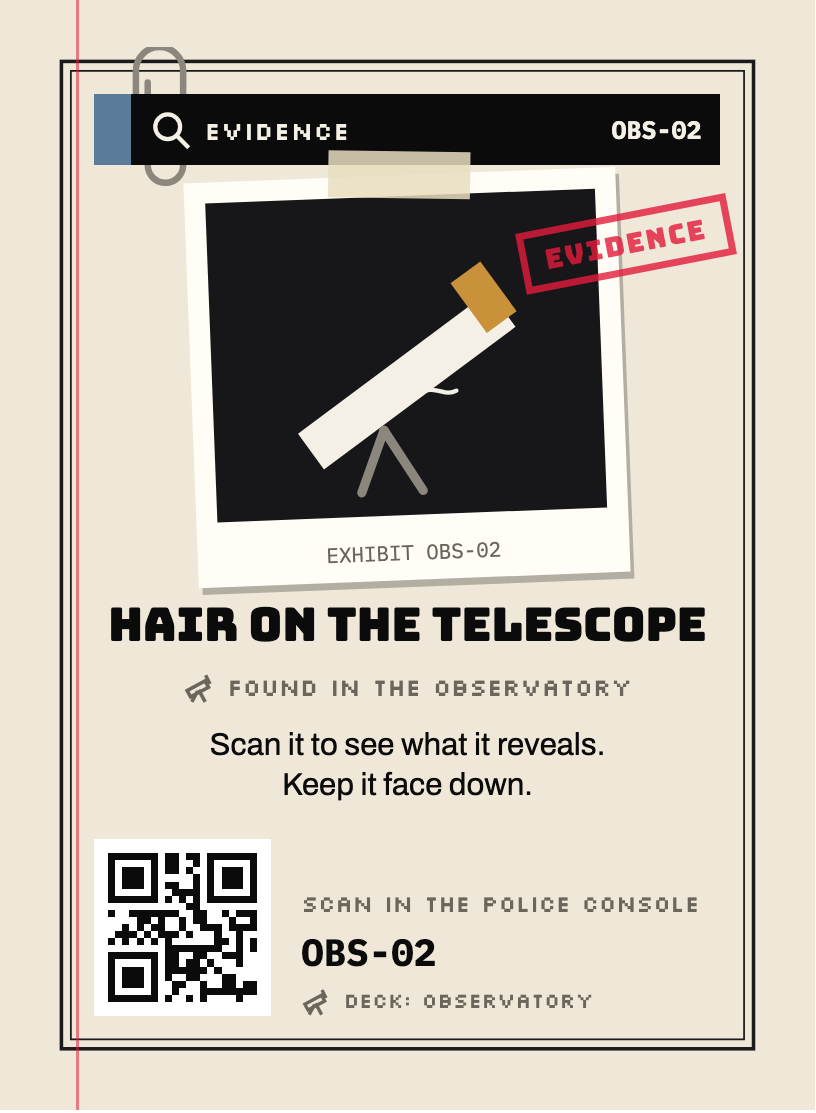 EVIDENCE
OBS-02
EVIDENCE
EXHIBIT OBS-02
HAIR ON THE TELESCOPE
FOUND IN THE OBSERVATORY
Scan it to see what it reveals.
Keep it face down.
SCAN IN THE POLICE CONSOLE
OBS-02
DECK: OBSERVATORY